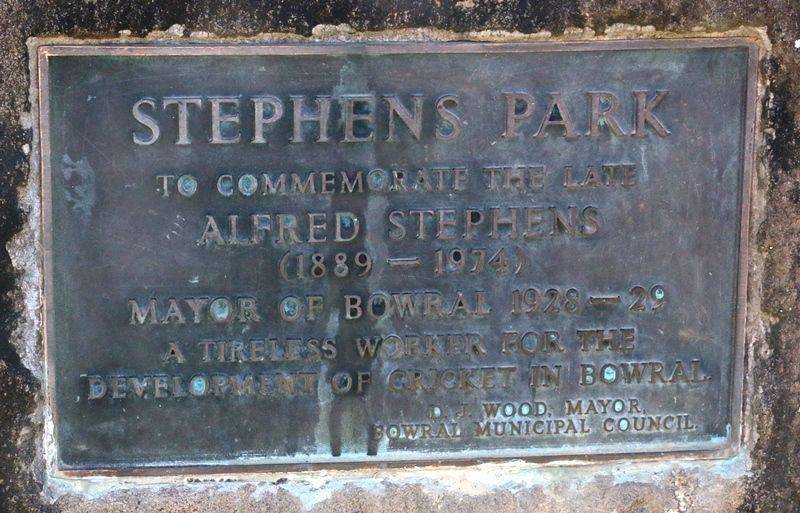 STEPHENS PARK
TO COMMEMORATE THE LATE
ALFRED STEPHENS
(1889 — 1974)
MAYOR OF BOWRAL 1928 — 29
A TIRELESS WORKER FOR THE
DEVELOPMENT OF CRICKET IN BOWRAL.
D. J. WOOD, MAYOR,
BOWRAL MUNICIPAL COUNCIL.